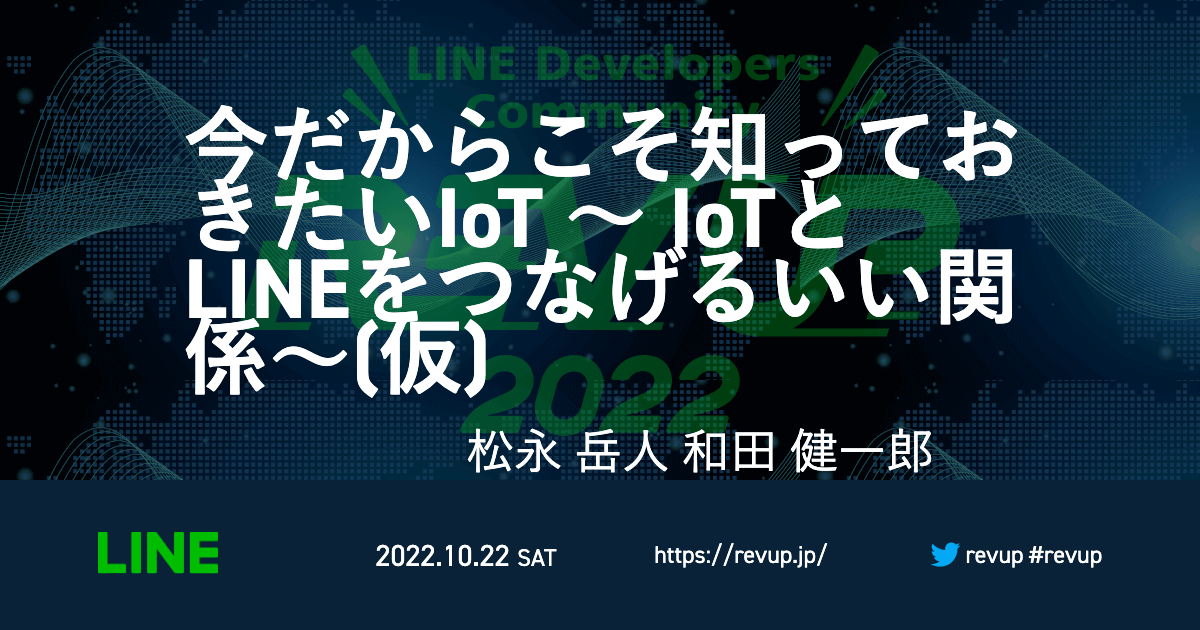 LINE Developers
Community
REVUP
2022
今だからこそ知ってお
きたいIoT ～ IoTと
LINEをつなげるいい関
係～(仮)
松永 岳人 和田 健一郎
LINE
2022.10.22 SAT
https://revup.jp/
revup #revup